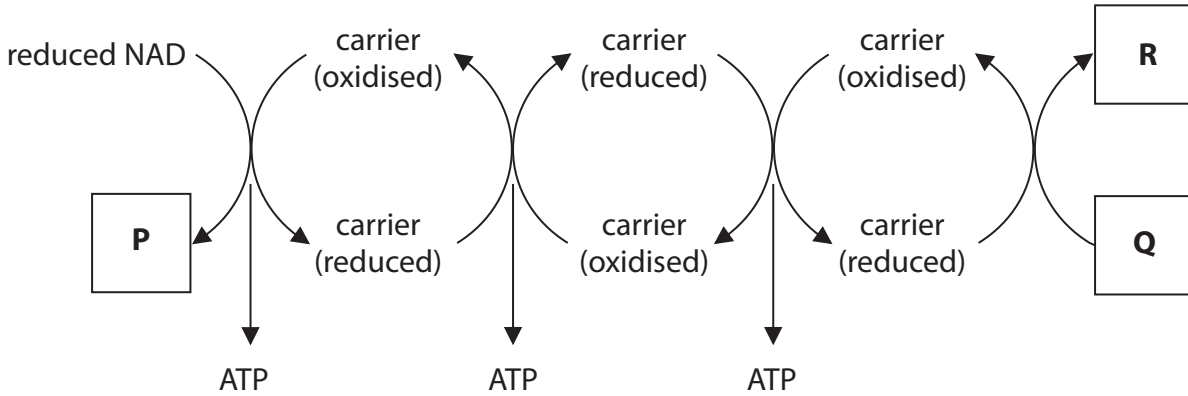 reduced NAD
carrier
(oxidised)
carrier
(reduced)
carrier
(oxidised)
R
P
carrier
(reduced)
carrier
(oxidised)
carrier
(reduced)
Q
ATP
ATP
ATP